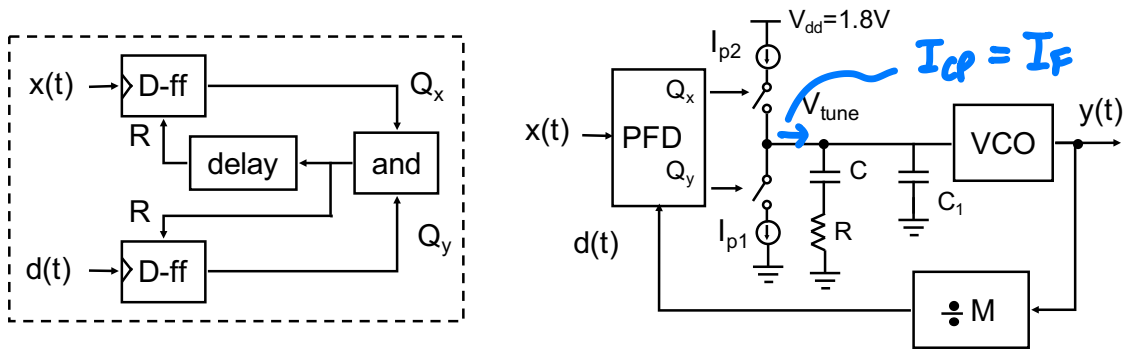 x(t)
D-ff
Q_x
R
delay
and
R
Q_y
d(t)
D-ff
V_dd=1.8V
I_p2
I_CP = I_F
Q_x
V_tune
y(t)
x(t)
PFD
VCO
Q_y
C
C_1
d(t)
I_p1
R
÷ M